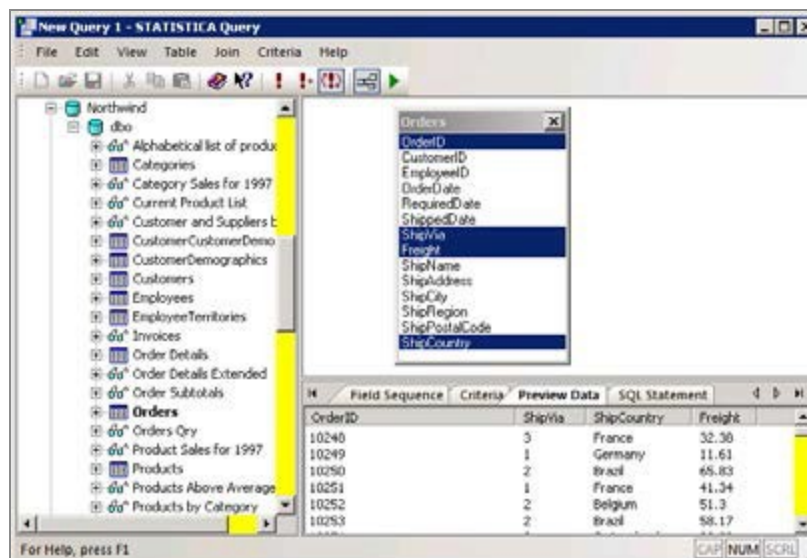 New Query 1 - STATISTICA Query
File Edit View Table Join Criteria Help
Northwind
dbo
Alphabetical list of produ
Categories
Category Sales for 1997
Current Product List
Customer and Suppliers b
CustomerCustomerDemo
CustomerDemographics
Customers
Employees
EmployeeTerritories
Invoices
Order Details
Order Details Extended
Order Subtotals
Orders
Orders Qry
Product Sales for 1997
Products
Products Above Average
Products by Category
Orders
OrderID
CustomerID
EmployeeID
OrderDate
RequiredDate
ShippedDate
ShipVia
Freight
ShipName
ShipAddress
ShipCity
ShipRegion
ShipPostalCode
ShipCountry
Field Sequence Criteria Preview Data SQL Statement
OrderID ShipVia ShipCountry Freight
10248 3 France 32.38
10249 1 Germany 11.61
10250 2 Brazil 65.83
10251 1 France 41.34
10252 2 Belgium 51.3
10253 2 Brazil 58.17
For Help, press F1
CAP NUM SCRL